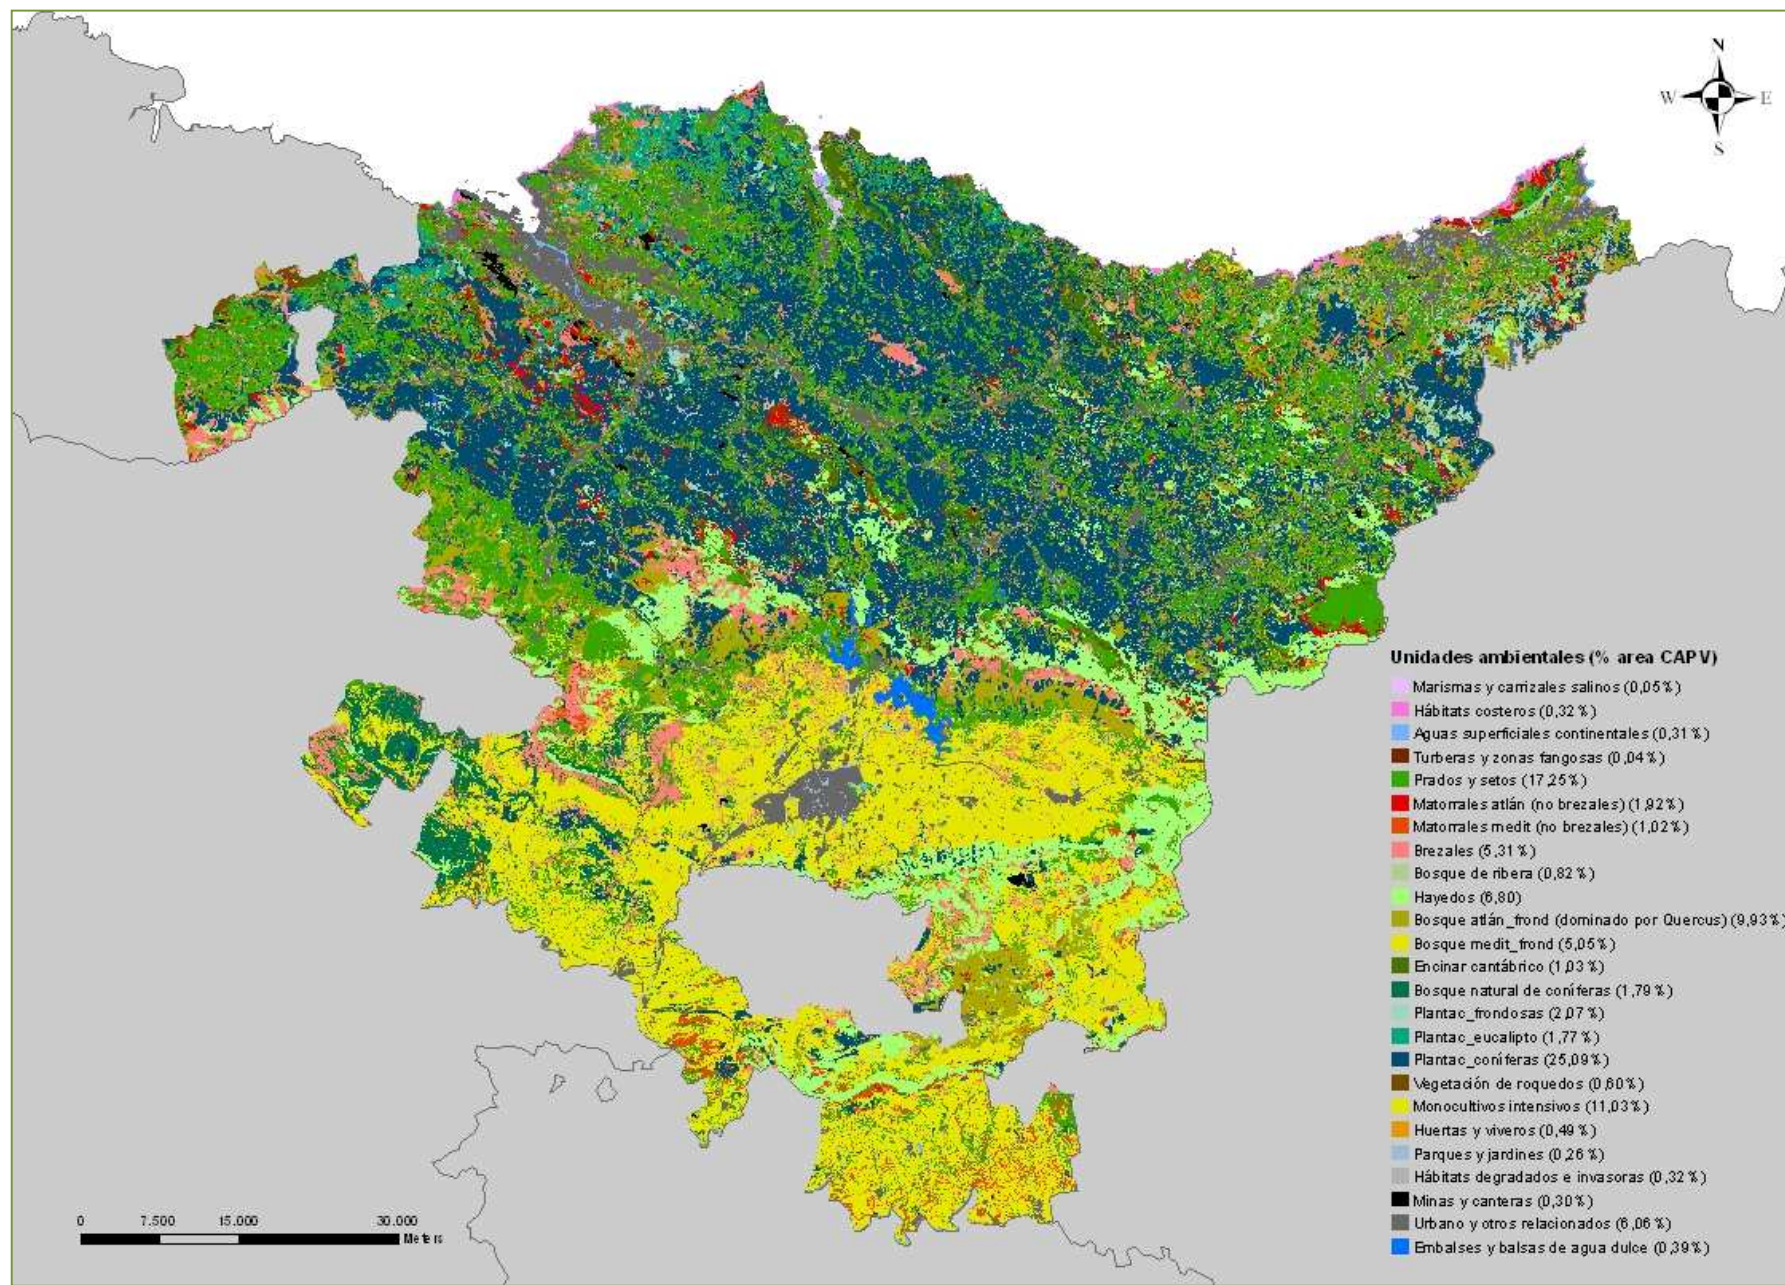 N
W E
S
Unidades ambientales (% area CAPV)
Marismas y carrizales salinos (0,05%)
Hábitats costeros (0,32%)
Aguas superficiales continentales (0,31%)
Turberas y zonas fangosas (0,04%)
Prados y setos (17,25%)
Matorrales atlán (no brezales) (1,92%)
Matorrales medit (no brezales) (1,02%)
Brezales (5,31%)
Bosque de ribera (0,82%)
Hayedos (6,80)
Bosque atlán_frond (dominado por Quercus) (9,93%)
Bosque medit_frond (5,05%)
Encinar cantábrico (1,03%)
Bosque natural de coníferas (1,79%)
Plantac_frondosas (2,07%)
Plantac_eucalipto (1,77%)
Plantac_coníferas (25,09%)
Vegetación de roquedos (0,60%)
Monocultivos intensivos (11,03%)
Huertas y viveros (0,49%)
Parques y jardines (0,26%)
Hábitats degradados e invasoras (0,32%)
Minas y canteras (0,30%)
Urbano y otros relacionados (6,06%)
Embalses y balsas de agua dulce (0,39%)
0 7.500 15.000 30.000
Meters